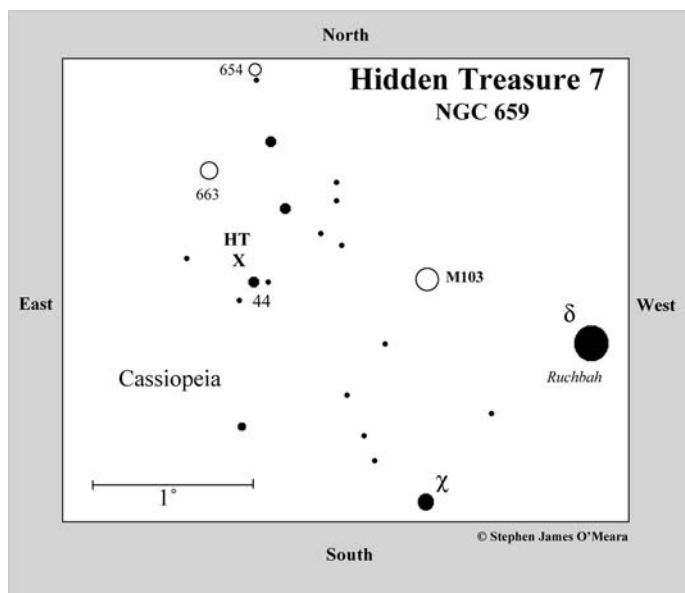 North
654
Hidden Treasure 7
NGC 659
663
HT
X
M103
44
East
West
δ
Ruchbah
Cassiopeia
1°
χ
© Stephen James O'Meara
South